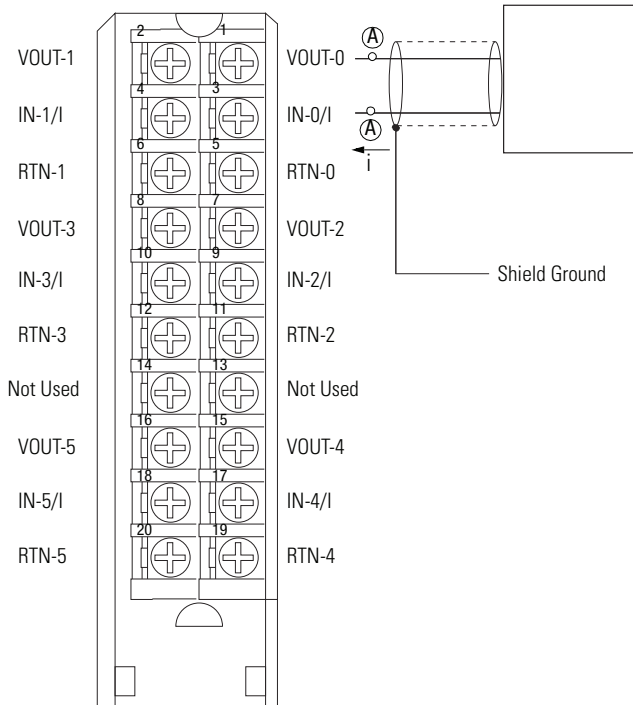 2 1
VOUT-1 VOUT-0 A
4 3
IN-1/I IN-0/I A
6 5
i
RTN-1 RTN-0
8 7
VOUT-3 VOUT-2
10 9
IN-3/I IN-2/I Shield Ground
12 11
RTN-3 RTN-2
14 13
Not Used Not Used
16 15
VOUT-5 VOUT-4
18 17
IN-5/I IN-4/I
20 19
RTN-5 RTN-4